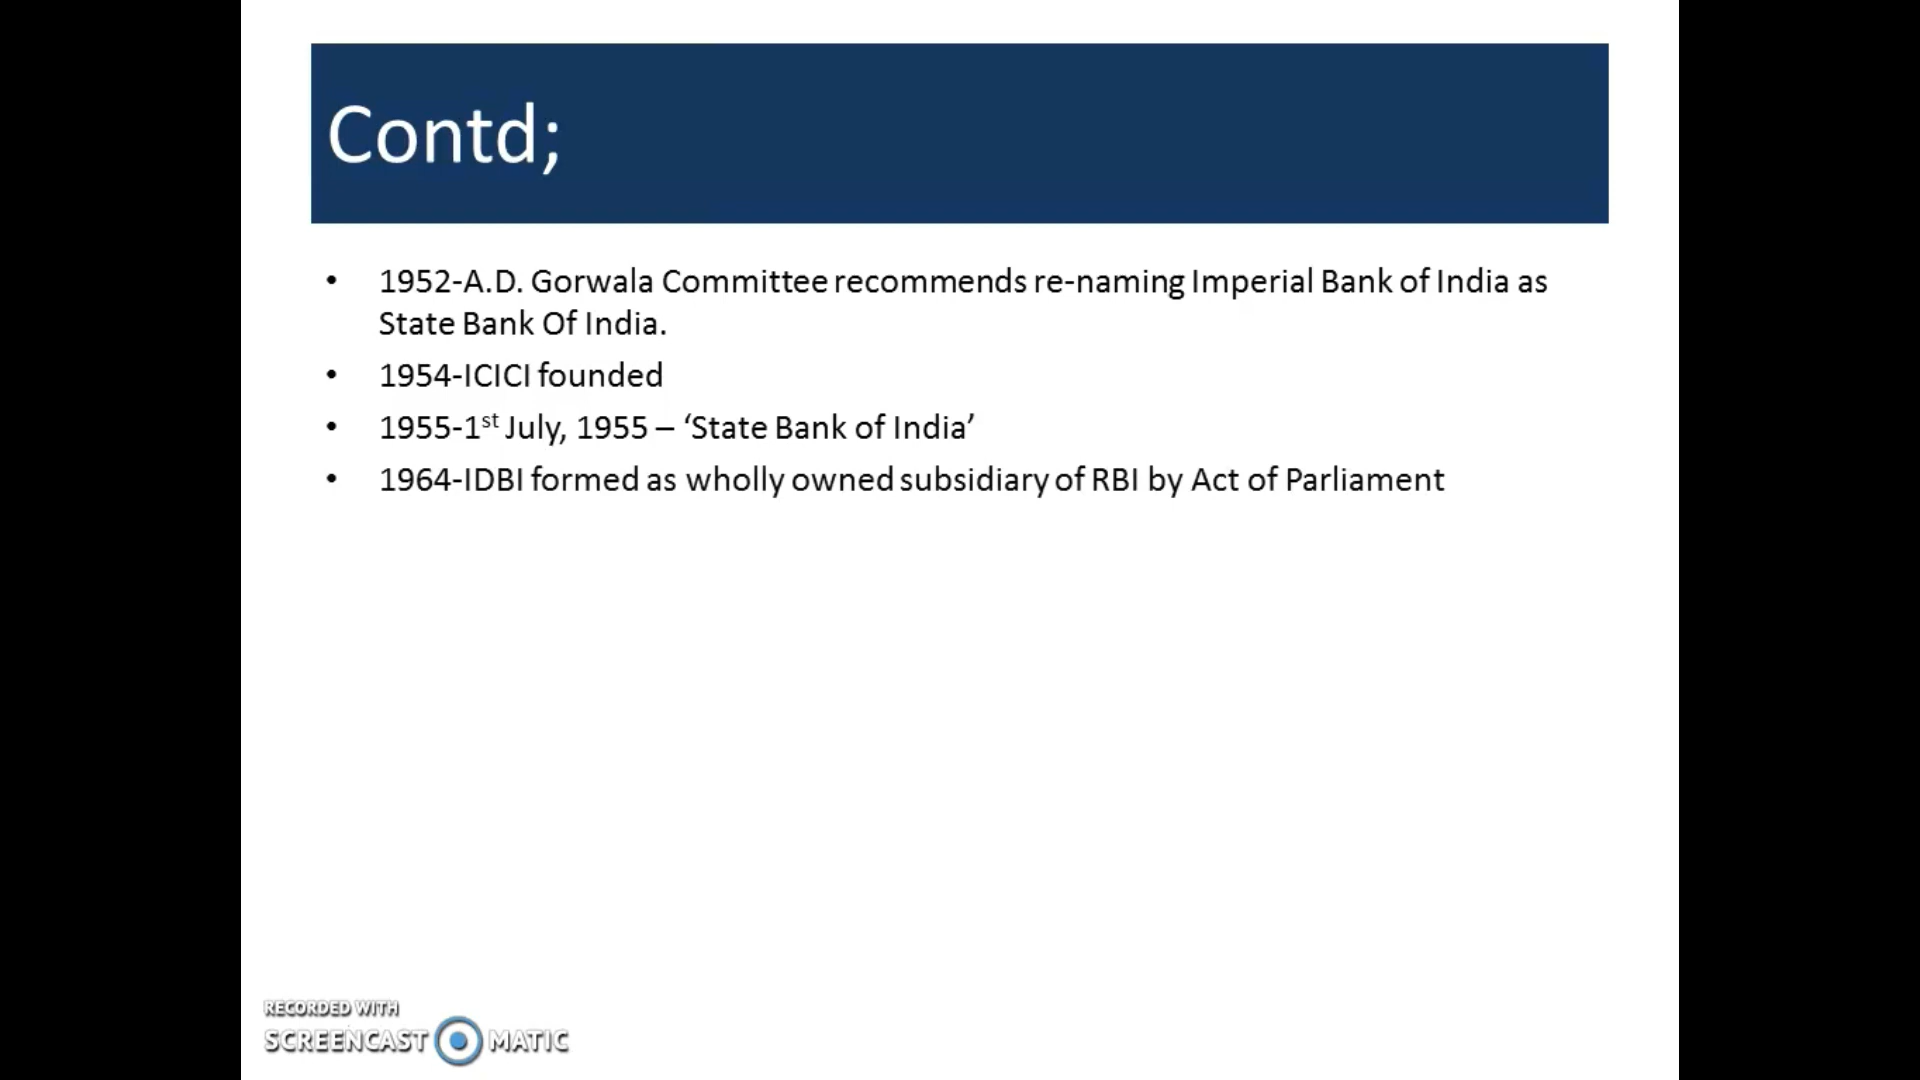 Contd;
• 1952-A.D. Gorwala Committee recommends re-naming Imperial Bank of India as
State Bank Of India.
• 1954-ICICI founded
• 1955-1st July, 1955 – ‘State Bank of India’
• 1964-IDBI formed as wholly owned subsidiary of RBI by Act of Parliament
RECORDED WITH
SCREENCAST MATIC